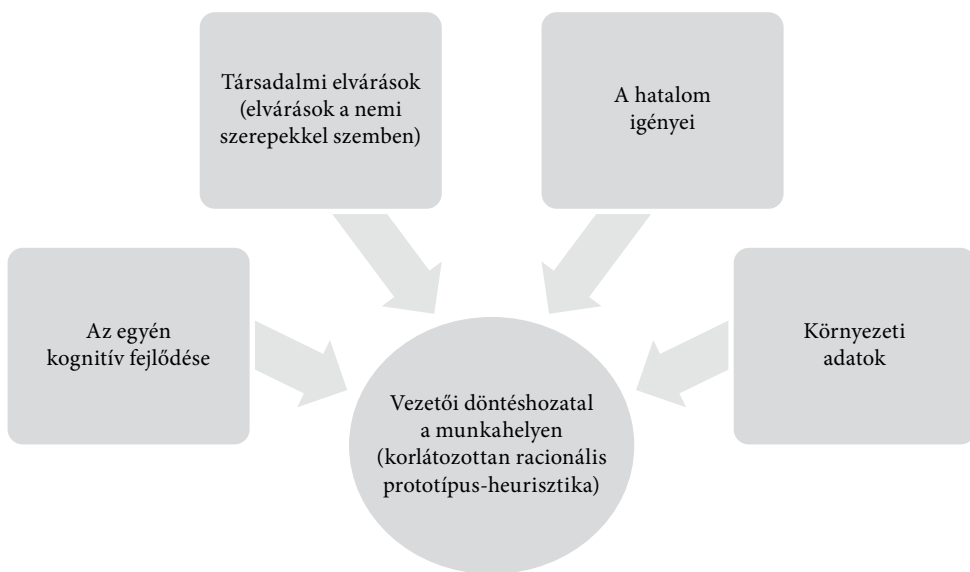 Társadalmi elvárások
(elvárások a nemi
szerepekkel szemben)
A hatalom
igényei
Az egyén
kognitív fejlődése
Környezeti
adatok
Vezetői döntéshozatal
a munkahelyen
(korlátozottan racionális
prototípus-heurisztika)